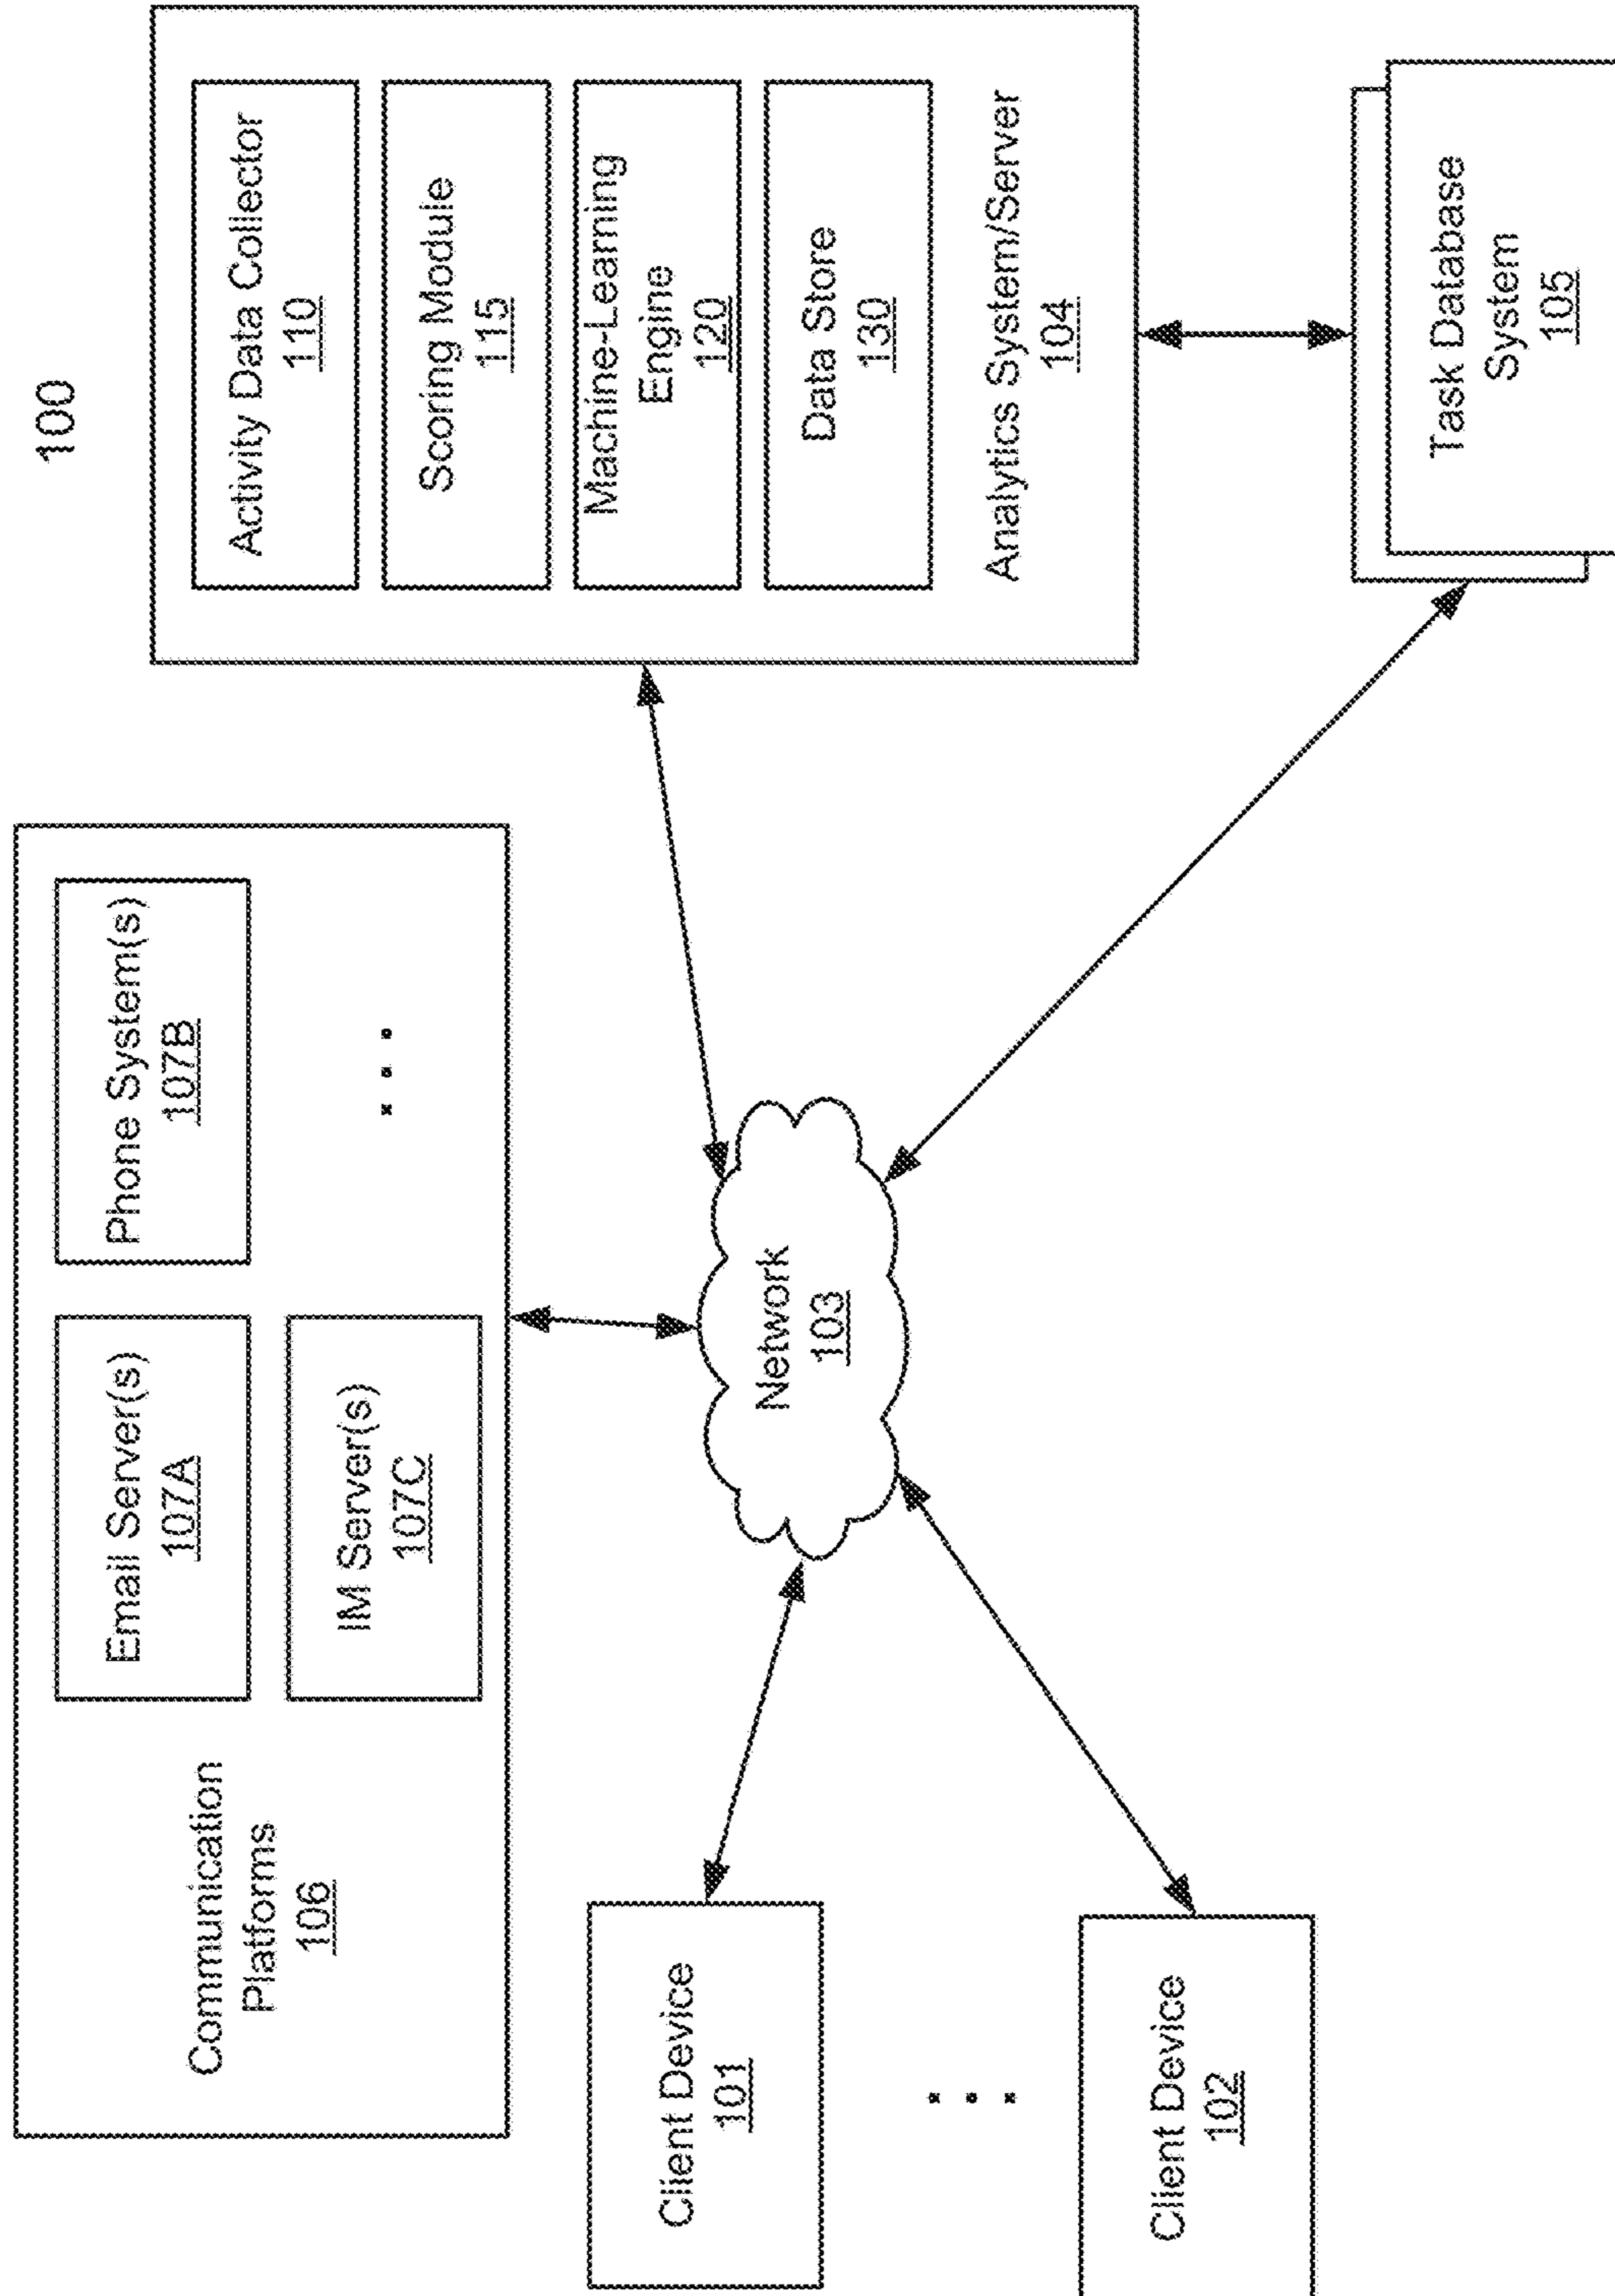 100
Communication
Platforms
106
Email Server(s)
107A
Phone System(s)
107B
IM Server(s)
107C
. . .
Activity Data Collector
110
Scoring Module
115
Machine-Learning
Engine
120
Data Store
130
Analytics System/Server
104
Client Device
101
. . .
Client Device
102
Network
103
Task Database
System
105